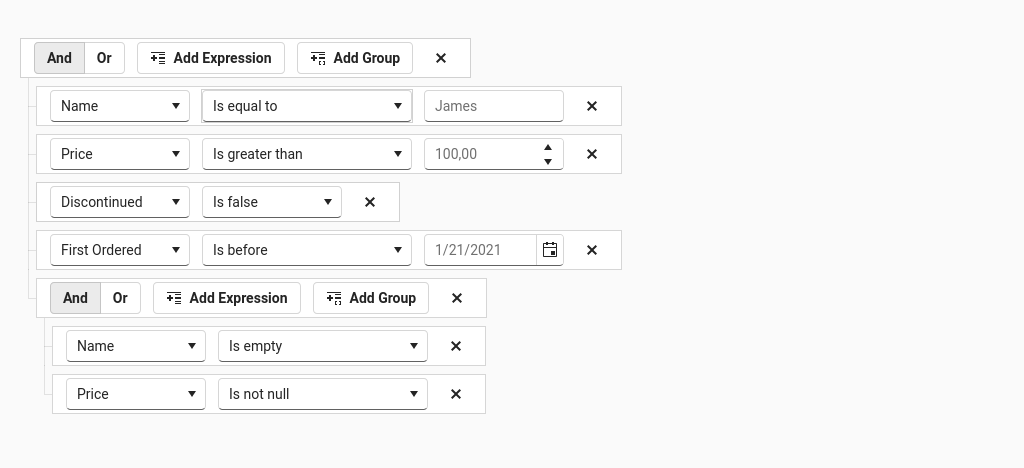 And Or Add Expression Add Group
Name Is equal to James
Price Is greater than 100,00
Discontinued Is false
First Ordered Is before 1/21/2021
And Or Add Expression Add Group
Name Is empty
Price Is not null